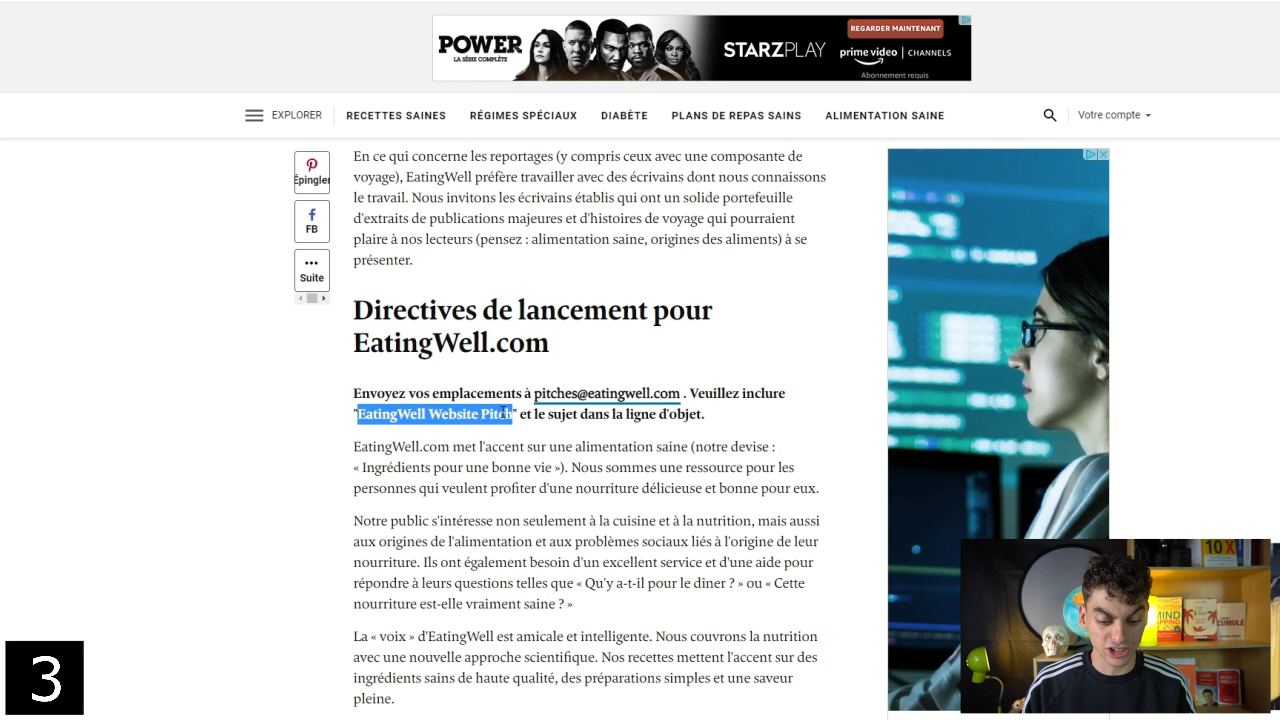 POWER
LA SÉRIE COMPLÈTE
STARZPLAY
REGARDER MAINTENANT
prime video | CHANNELS
Abonnement requis
EXPLORER
RECETTES SAINES
RÉGIMES SPÉCIAUX
DIABÈTE
PLANS DE REPAS SAINS
ALIMENTATION SAINE
Votre compte
Épingler
FB
Suite
En ce qui concerne les reportages (y compris ceux avec une composante de
voyage), EatingWell préfère travailler avec des écrivains dont nous connaissons
le travail. Nous invitons les écrivains établis qui ont un solide portefeuille
d'extraits de publications majeures et d'histoires de voyage qui pourraient
plaire à nos lecteurs (pensez : alimentation saine, origines des aliments) à se
présenter.
Directives de lancement pour
EatingWell.com
Envoyez vos emplacements à pitches@eatingwell.com . Veuillez inclure
"EatingWell Website Pitch" et le sujet dans la ligne d'objet.
EatingWell.com met l'accent sur une alimentation saine (notre devise :
« Ingrédients pour une bonne vie »). Nous sommes une ressource pour les
personnes qui veulent profiter d'une nourriture délicieuse et bonne pour eux.
Notre public s'intéresse non seulement à la cuisine et à la nutrition, mais aussi
aux origines de l'alimentation et aux problèmes sociaux liés à l'origine de leur
nourriture. Ils ont également besoin d'un excellent service et d'une aide pour
répondre à leurs questions telles que « Qu'y a-t-il pour le dîner ? » ou « Cette
nourriture est-elle vraiment saine ? »
La « voix » d'EatingWell est amicale et intelligente. Nous couvrons la nutrition
avec une nouvelle approche scientifique. Nos recettes mettent l'accent sur des
ingrédients sains de haute qualité, des préparations simples et une saveur
pleine.
10X
MIND
MAPPING
CUMULÉ
3